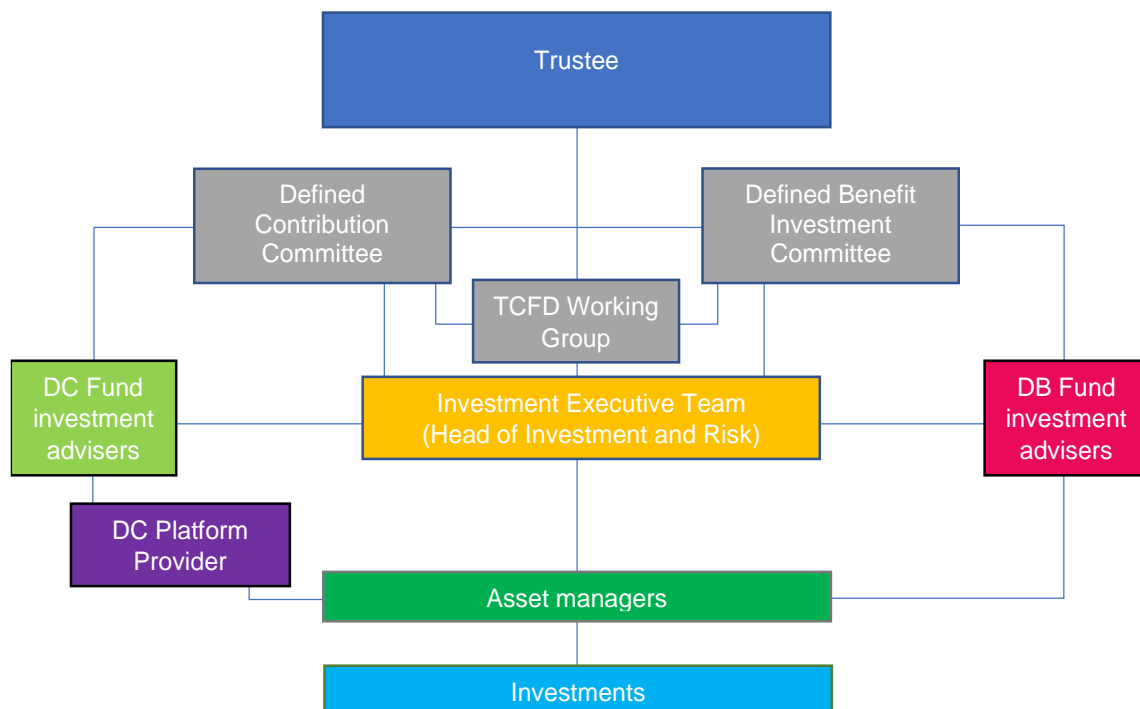 Trustee
Defined
Contribution
Committee
Defined Benefit
Investment
Committee
TCFD Working
Group
DC Fund
investment
advisers
Investment Executive Team
(Head of Investment and Risk)
DB Fund
investment
advisers
DC Platform
Provider
Asset managers
Investments